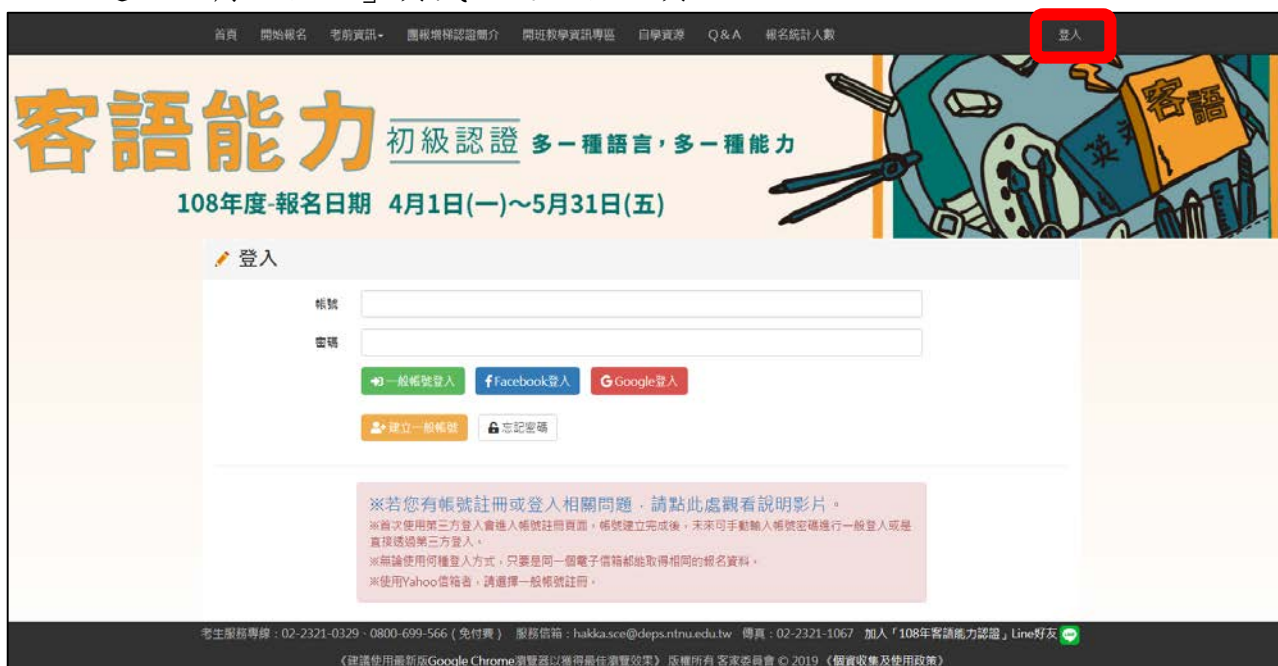 首頁 開始報名 考前資訊 團報增梯認證簡介 開班教學資訊專區 自學資源 Q&A 報名統計人數 登入
客語
英
客語能力 初級認證 多一種語言，多一種能力
108年度-報名日期 4月1日(一)～5月31日(五)
登入
帳號
密碼
一般帳號登入 Facebook登入 Google登入
建立一般帳號 忘記密碼
※若您有帳號註冊或登入相關問題，請點此處觀看說明影片。
※首次使用第三方登入會進入帳號註冊頁面，帳號建立完成後，未來可手動輸入帳號密碼進行一般登入或是
直接透過第三方登入。
※無論使用何種登入方式，只要是同一個電子信箱都能取得相同的報名資料。
※使用Yahoo信箱者，請選擇一般帳號註冊。
考生服務專線：02-2321-0329、0800-699-566 ( 免付費 ) 服務信箱：hakka.sce@deps.ntnu.edu.tw 傳真：02-2321-1067 加入「108年客語能力認證」Line好友
《建議使用最新版Google Chrome瀏覽器以獲得最佳瀏覽效果》 版權所有 客家委員會 © 2019 《個資收集及使用政策》